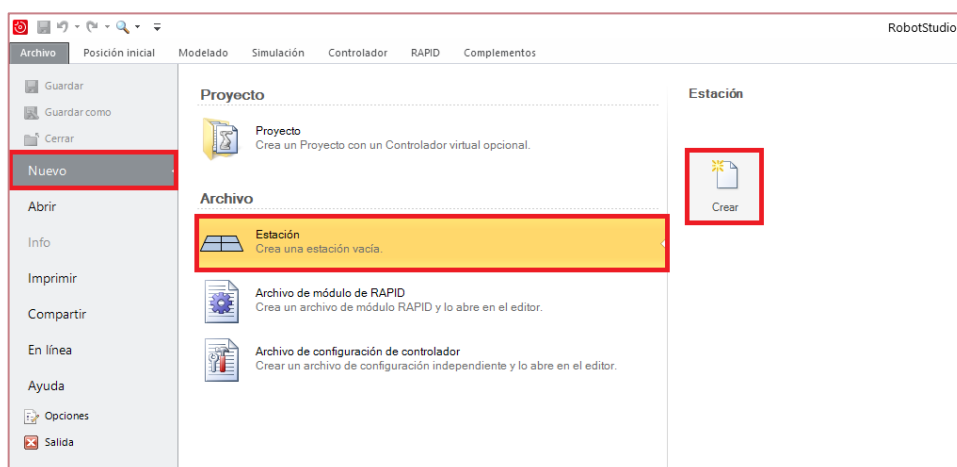 RobotStudio
Archivo Posición inicial Modelado Simulación Controlador RAPID Complementos
Guardar
Guardar como
Cerrar
Nuevo
Abrir
Info
Imprimir
Compartir
En línea
Ayuda
Opciones
Salida
Proyecto
Proyecto
Crea un Proyecto con un Controlador virtual opcional.
Archivo
Estación
Crea una estación vacía.
Archivo de módulo de RAPID
Crea un archivo de módulo RAPID y lo abre en el editor.
Archivo de configuración de controlador
Crear un archivo de configuración independiente y lo abre en el editor.
Estación
Crear